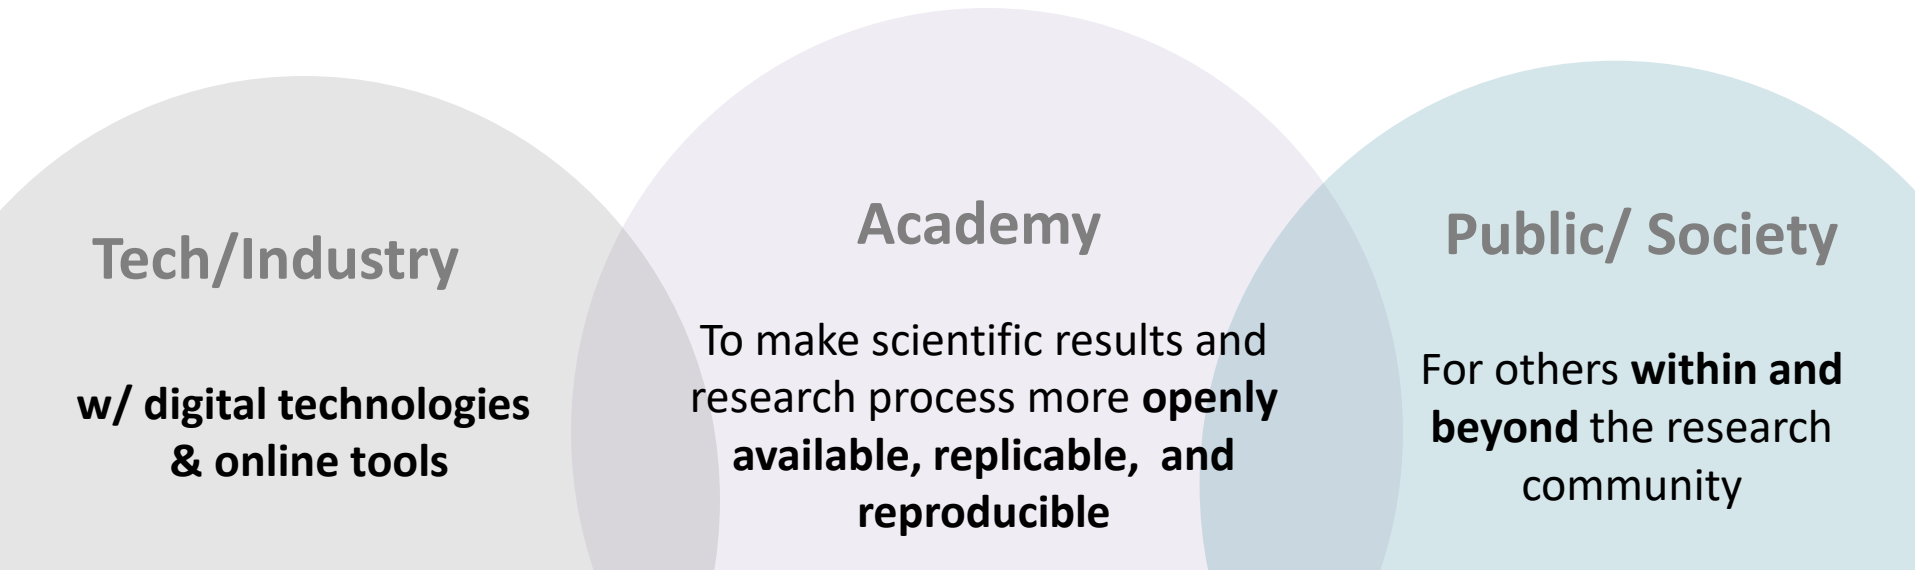 Tech/Industry
w/ digital technologies
& online tools
Academy
To make scientific results and
research process more openly
available, replicable, and
reproducible
Public/ Society
For others within and
beyond the research
community